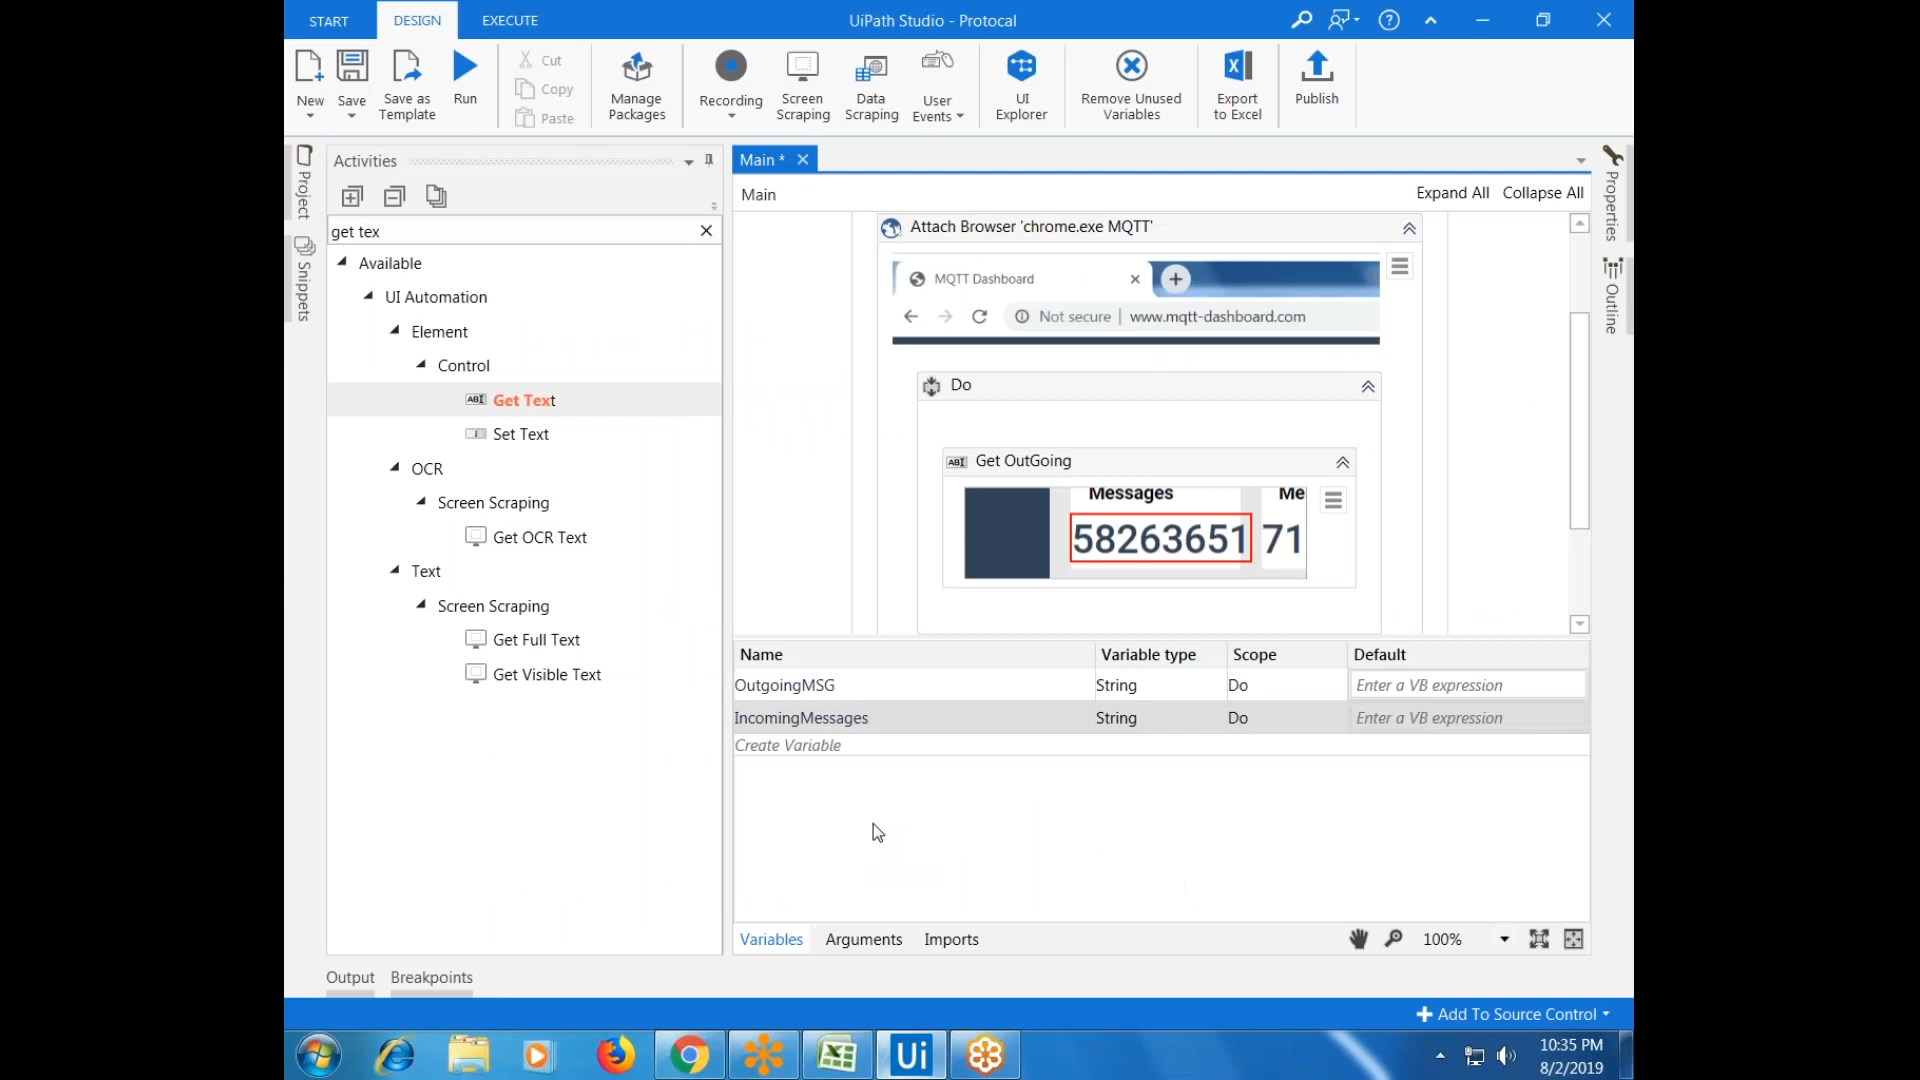 START
DESIGN
EXECUTE
UiPath Studio - Protocal
New
Save
Save as
Template
Run
Cut
Copy
Paste
Manage
Packages
Recording
Screen
Scraping
Data
Scraping
User
Events
UI
Explorer
Remove Unused
Variables
Export
to Excel
Publish
Project
Snippets
Activities
get tex
Available
UI Automation
Element
Control
Get Text
Set Text
OCR
Screen Scraping
Get OCR Text
Text
Screen Scraping
Get Full Text
Get Visible Text
Main *
Main
Expand All
Collapse All
Attach Browser 'chrome.exe MQTT'
MQTT Dashboard
Not secure | www.mqtt-dashboard.com
Do
Get OutGoing
Messages
Me
58263651
71
Name
Variable type
Scope
Default
OutgoingMSG
String
Do
Enter a VB expression
IncomingMessages
String
Do
Enter a VB expression
Create Variable
Variables
Arguments
Imports
100%
Properties
Outline
Output
Breakpoints
Add To Source Control
Ui
10:35 PM
8/2/2019